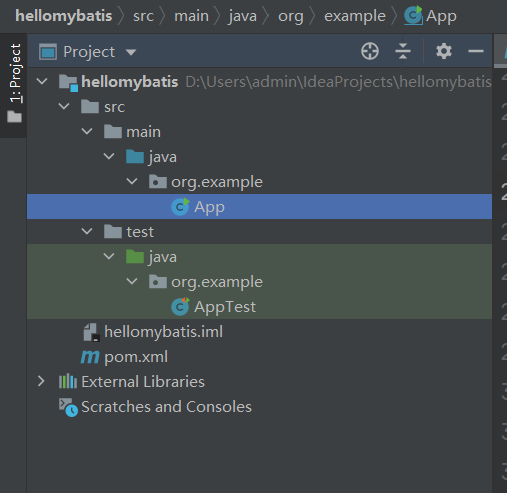 hellomybatis src main java org example App
1: Project
Project
hellomybatis D:\Users\admin\IdeaProjects\hellomybatis
src
main
java
org.example
App
test
java
org.example
AppTest
hellomybatis.iml
pom.xml
External Libraries
Scratches and Consoles